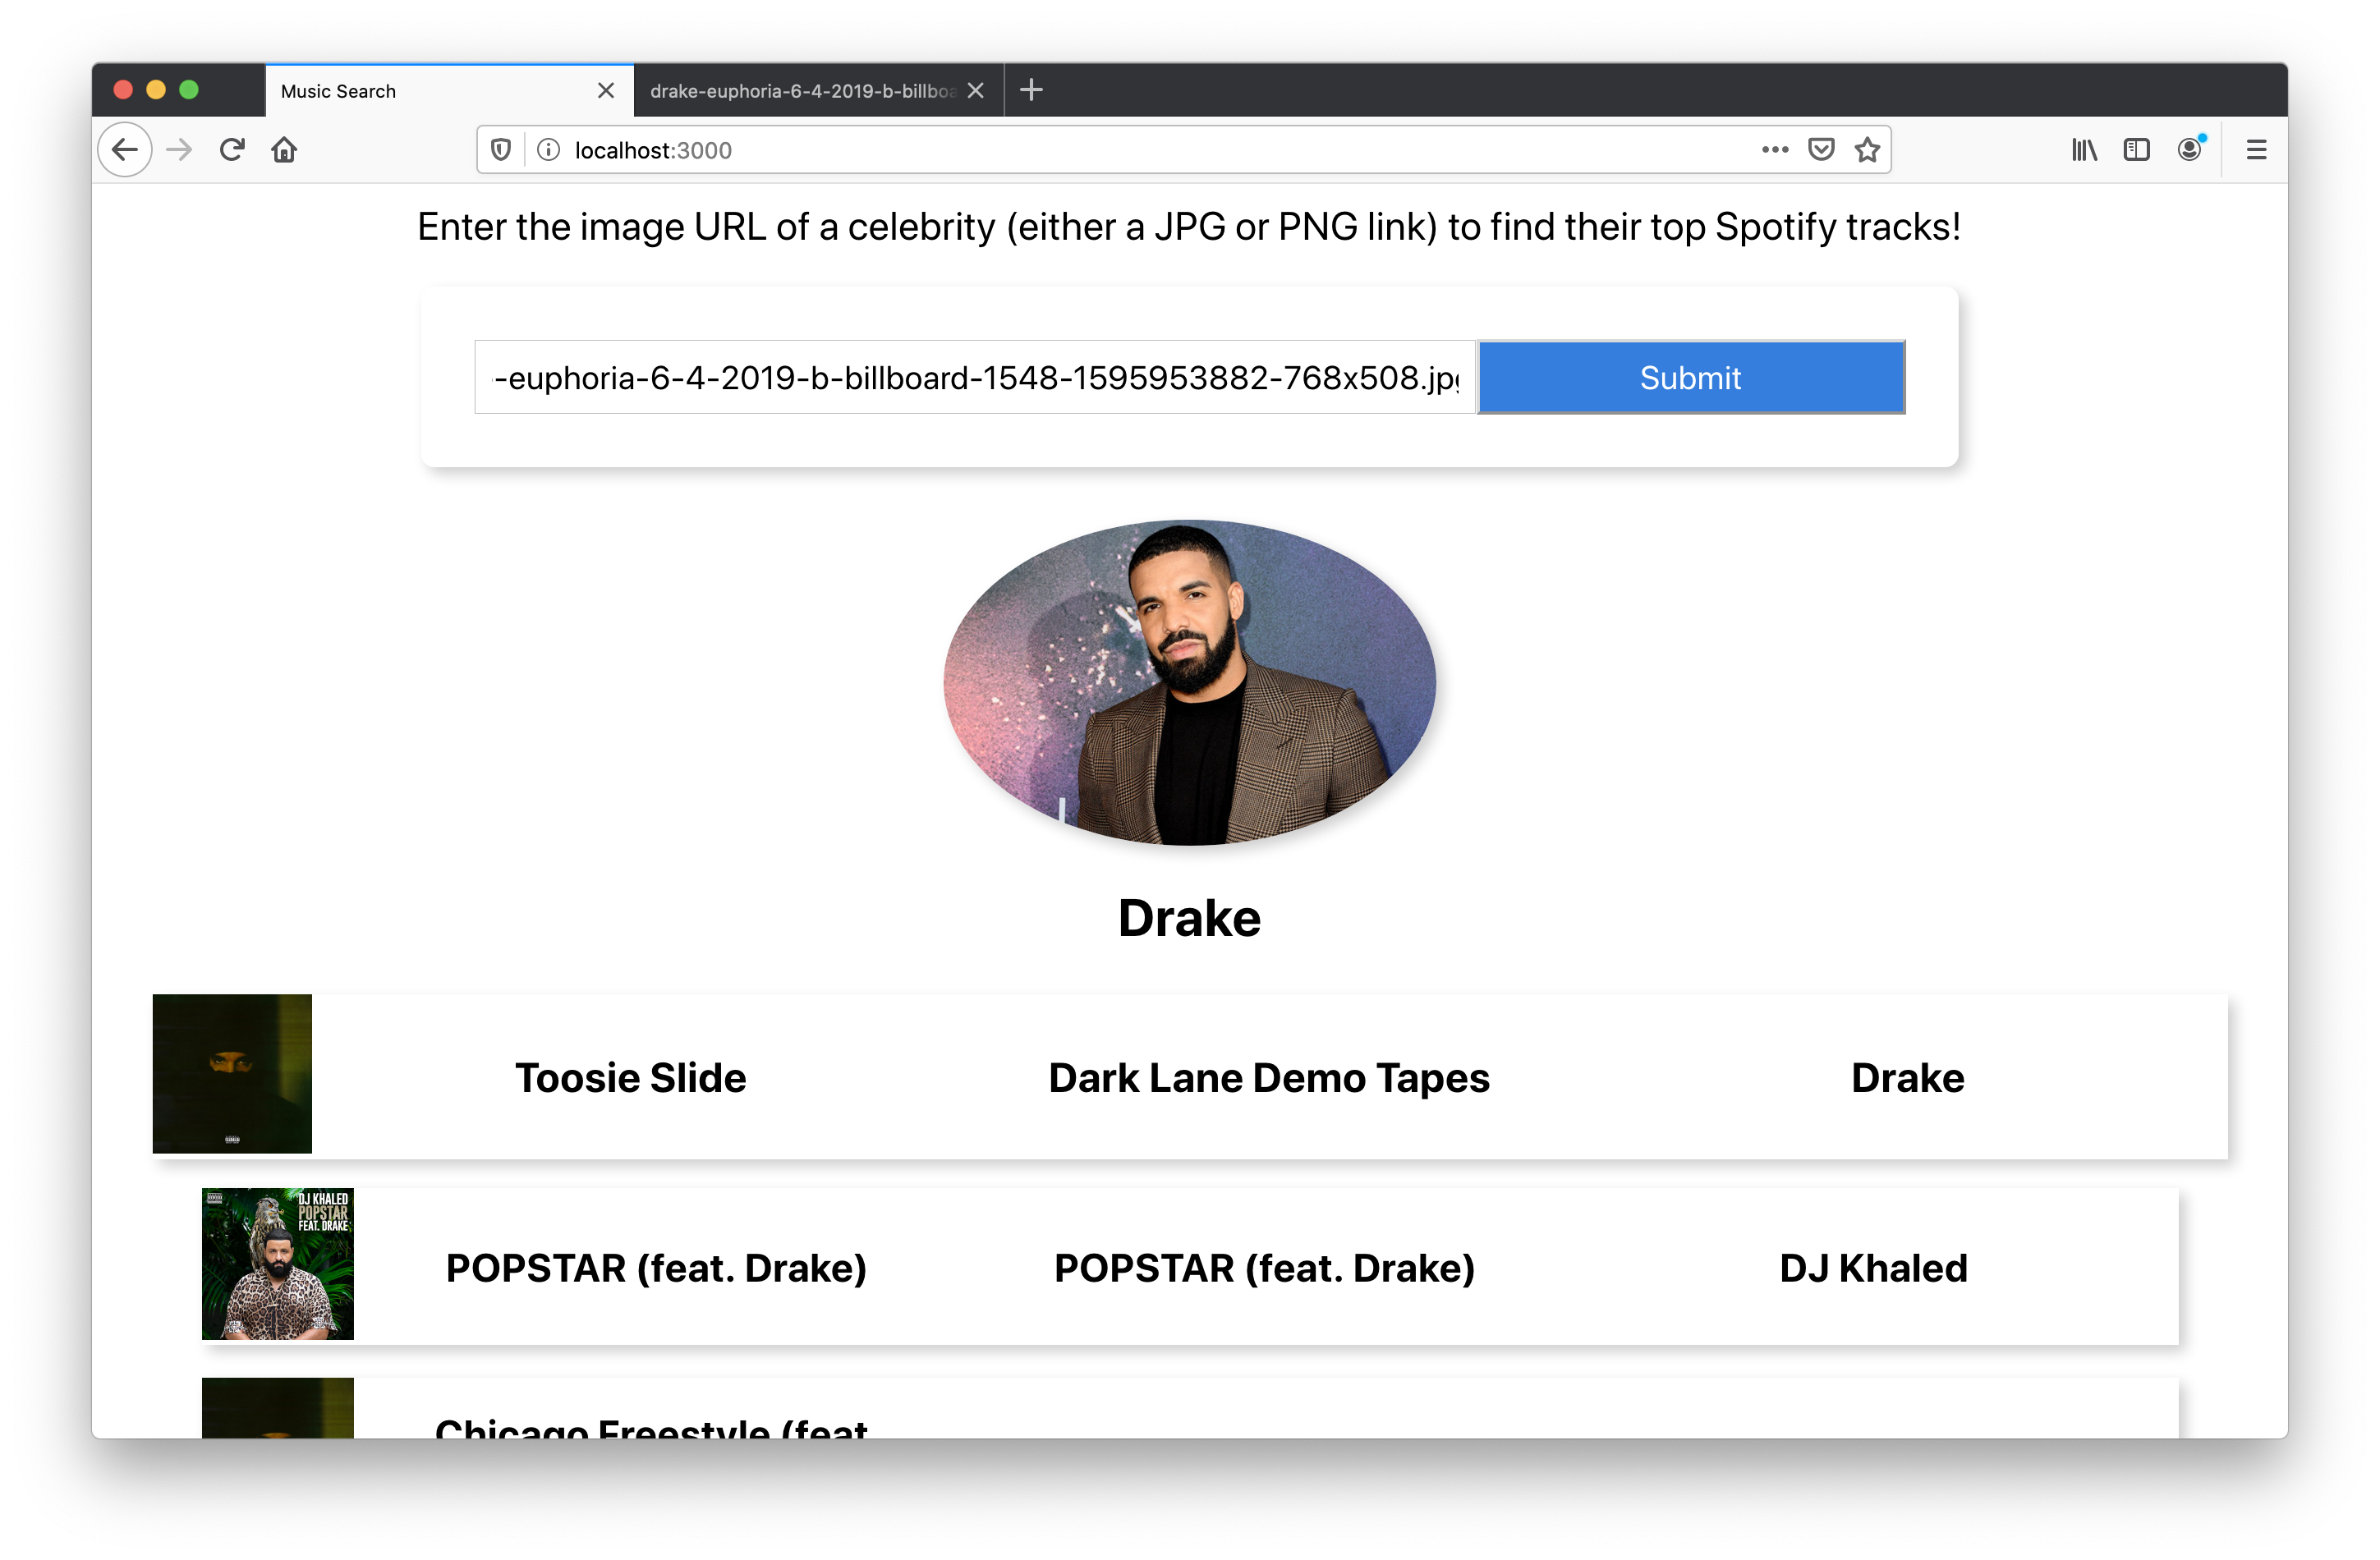 Music Search
drake-euphoria-6-4-2019-b-billboa
localhost:3000
Enter the image URL of a celebrity (either a JPG or PNG link) to find their top Spotify tracks!
-euphoria-6-4-2019-b-billboard-1548-1595953882-768x508.jpg
Submit
Drake
Toosie Slide
Dark Lane Demo Tapes
Drake
DJ KHALED
POPSTAR
FEAT. DRAKE
POPSTAR (feat. Drake)
POPSTAR (feat. Drake)
DJ Khaled
Chicago Freestyle (feat